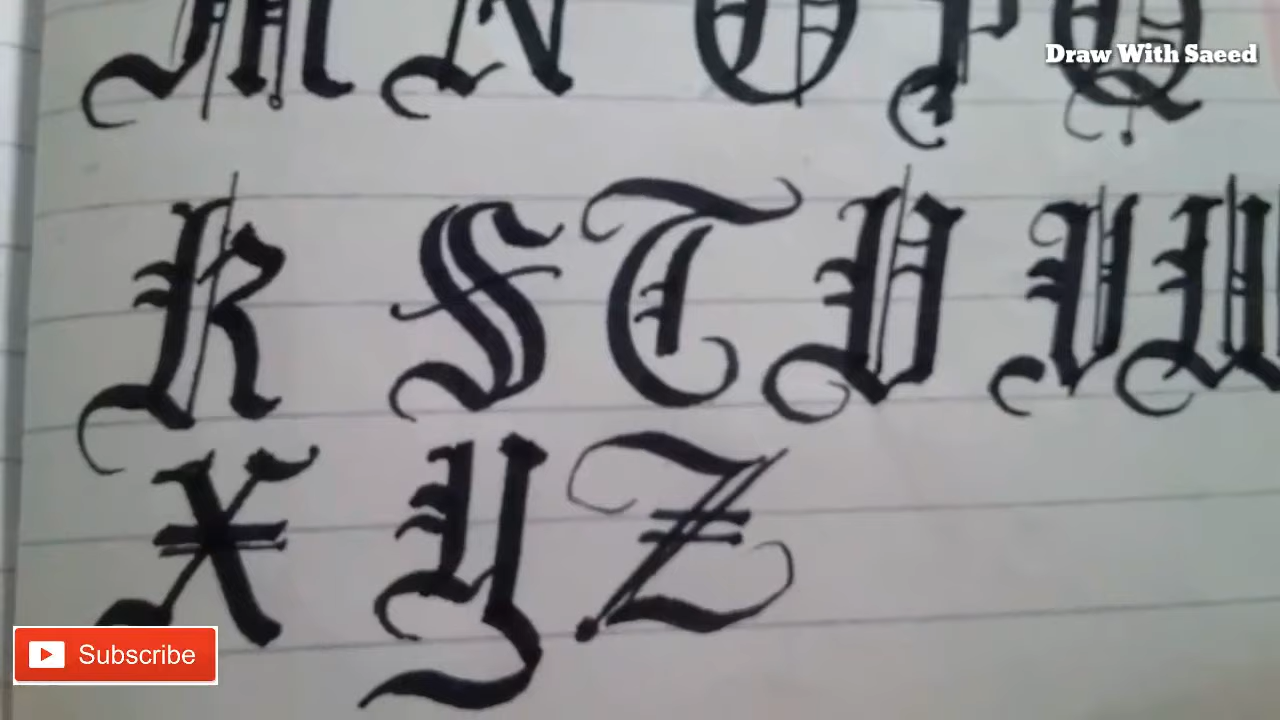 M N O P Q
Draw With Saeed
R S T U V W
X Y Z
Subscribe